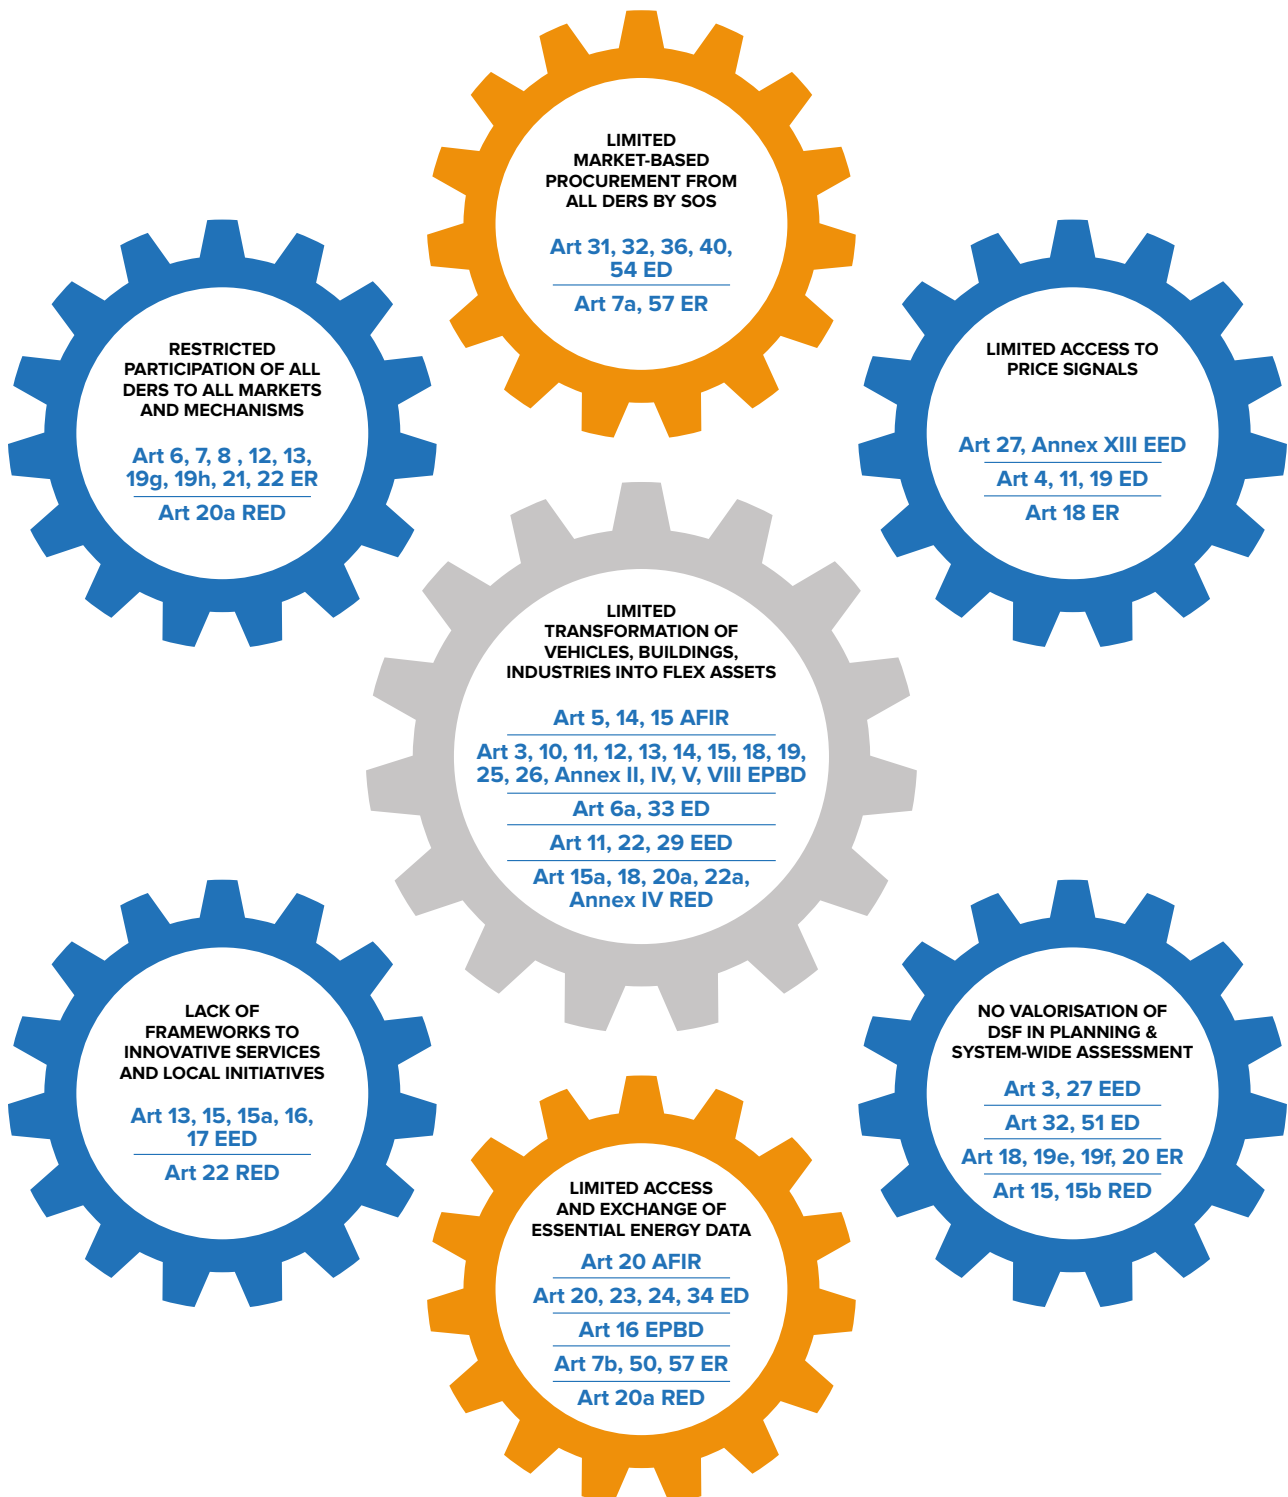 LIMITED
MARKET-BASED
PROCUREMENT FROM
ALL DERS BY SOS
Art 31, 32, 36, 40,
54 ED
Art 7a, 57 ER
RESTRICTED
PARTICIPATION OF ALL
DERS TO ALL MARKETS
AND MECHANISMS
Art 6, 7, 8 , 12, 13,
19g, 19h, 21, 22 ER
Art 20a RED
LIMITED ACCESS TO
PRICE SIGNALS
Art 27, Annex XIII EED
Art 4, 11, 19 ED
Art 18 ER
LIMITED
TRANSFORMATION OF
VEHICLES, BUILDINGS,
INDUSTRIES INTO FLEX ASSETS
Art 5, 14, 15 AFIR
Art 3, 10, 11, 12, 13, 14, 15, 18, 19,
25, 26, Annex II, IV, V, VIII EPBD
Art 6a, 33 ED
Art 11, 22, 29 EED
Art 15a, 18, 20a, 22a,
Annex IV RED
LACK OF
FRAMEWORKS TO
INNOVATIVE SERVICES
AND LOCAL INITIATIVES
Art 13, 15, 15a, 16,
17 EED
Art 22 RED
NO VALORISATION OF
DSF IN PLANNING &
SYSTEM-WIDE ASSESSMENT
Art 3, 27 EED
Art 32, 51 ED
Art 18, 19e, 19f, 20 ER
Art 15, 15b RED
LIMITED ACCESS
AND EXCHANGE OF
ESSENTIAL ENERGY DATA
Art 20 AFIR
Art 20, 23, 24, 34 ED
Art 16 EPBD
Art 7b, 50, 57 ER
Art 20a RED